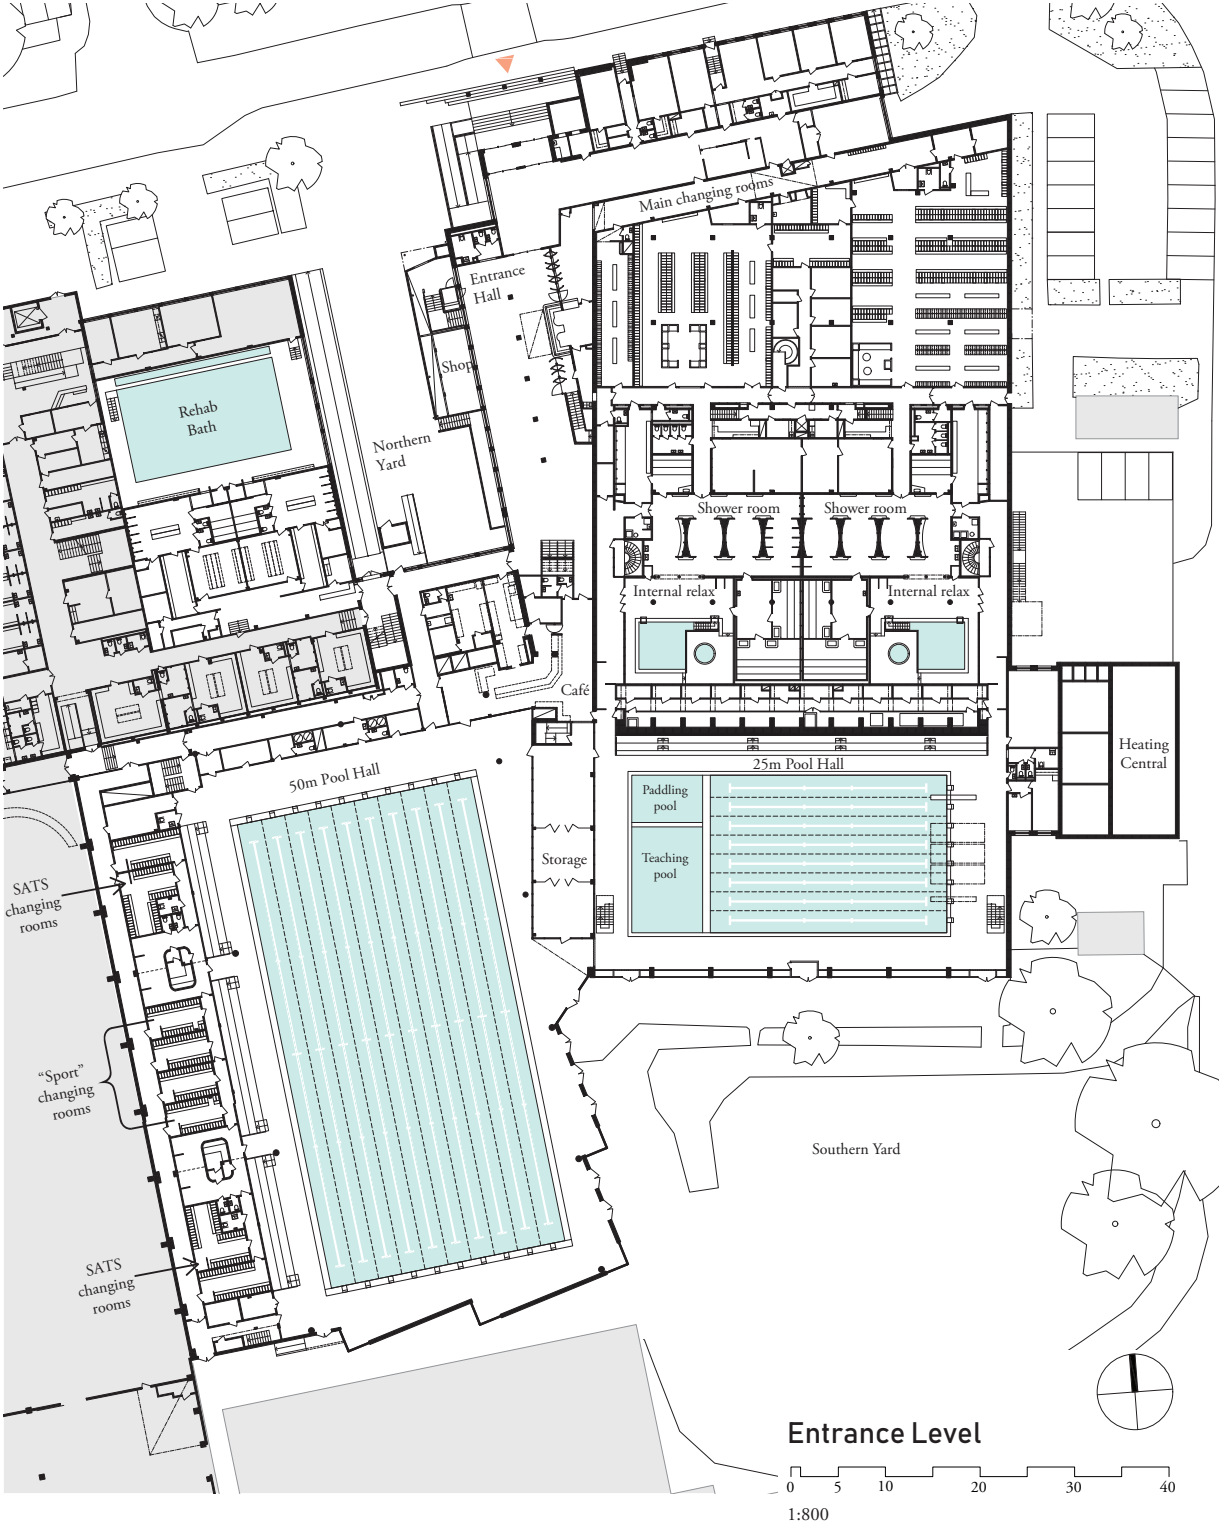 Main changing rooms
Entrance
Hall
Shop
Rehab
Bath
Northern
Yard
Shower room
Shower room
Internal relax
Internal relax
Café
50m Pool Hall
25m Pool Hall
Heating
Central
Paddling
pool
Storage
Teaching
pool
SATS
changing
rooms
“Sport”
changing
rooms
Southern Yard
SATS
changing
rooms
Entrance Level
0 5 10 20 30 40
1:800